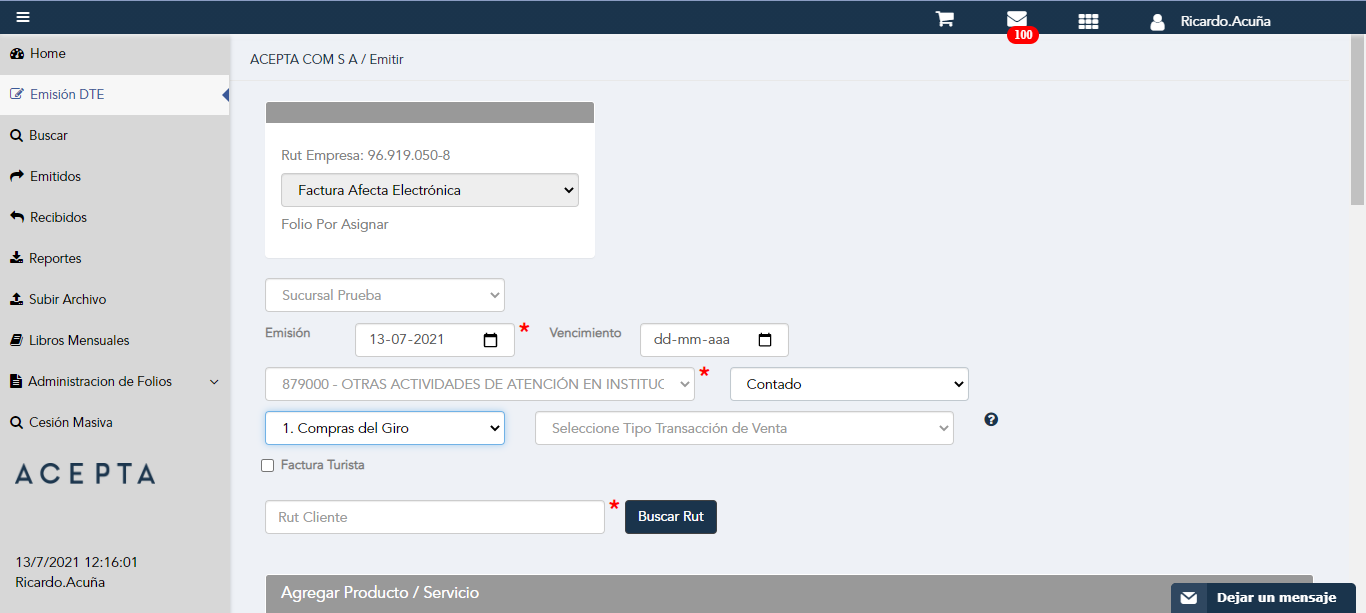 100
Ricardo.Acuña
Home
Emisión DTE
Buscar
Emitidos
Recibidos
Reportes
Subir Archivo
Libros Mensuales
Administracion de Folios
Cesión Masiva
ACEPTA
13/7/2021 12:16:01
Ricardo.Acuña
ACEPTA COM S A / Emitir
Rut Empresa: 96.919.050-8
Factura Afecta Electrónica
Folio Por Asignar
Sucursal Prueba
Emisión 13-07-2021 * Vencimiento dd-mm-aaa
879000 - OTRAS ACTIVIDADES DE ATENCIÓN EN INSTITUC * Contado
1. Compras del Giro Seleccione Tipo Transacción de Venta ?
Factura Turista
Rut Cliente * Buscar Rut
Agregar Producto / Servicio
Dejar un mensaje